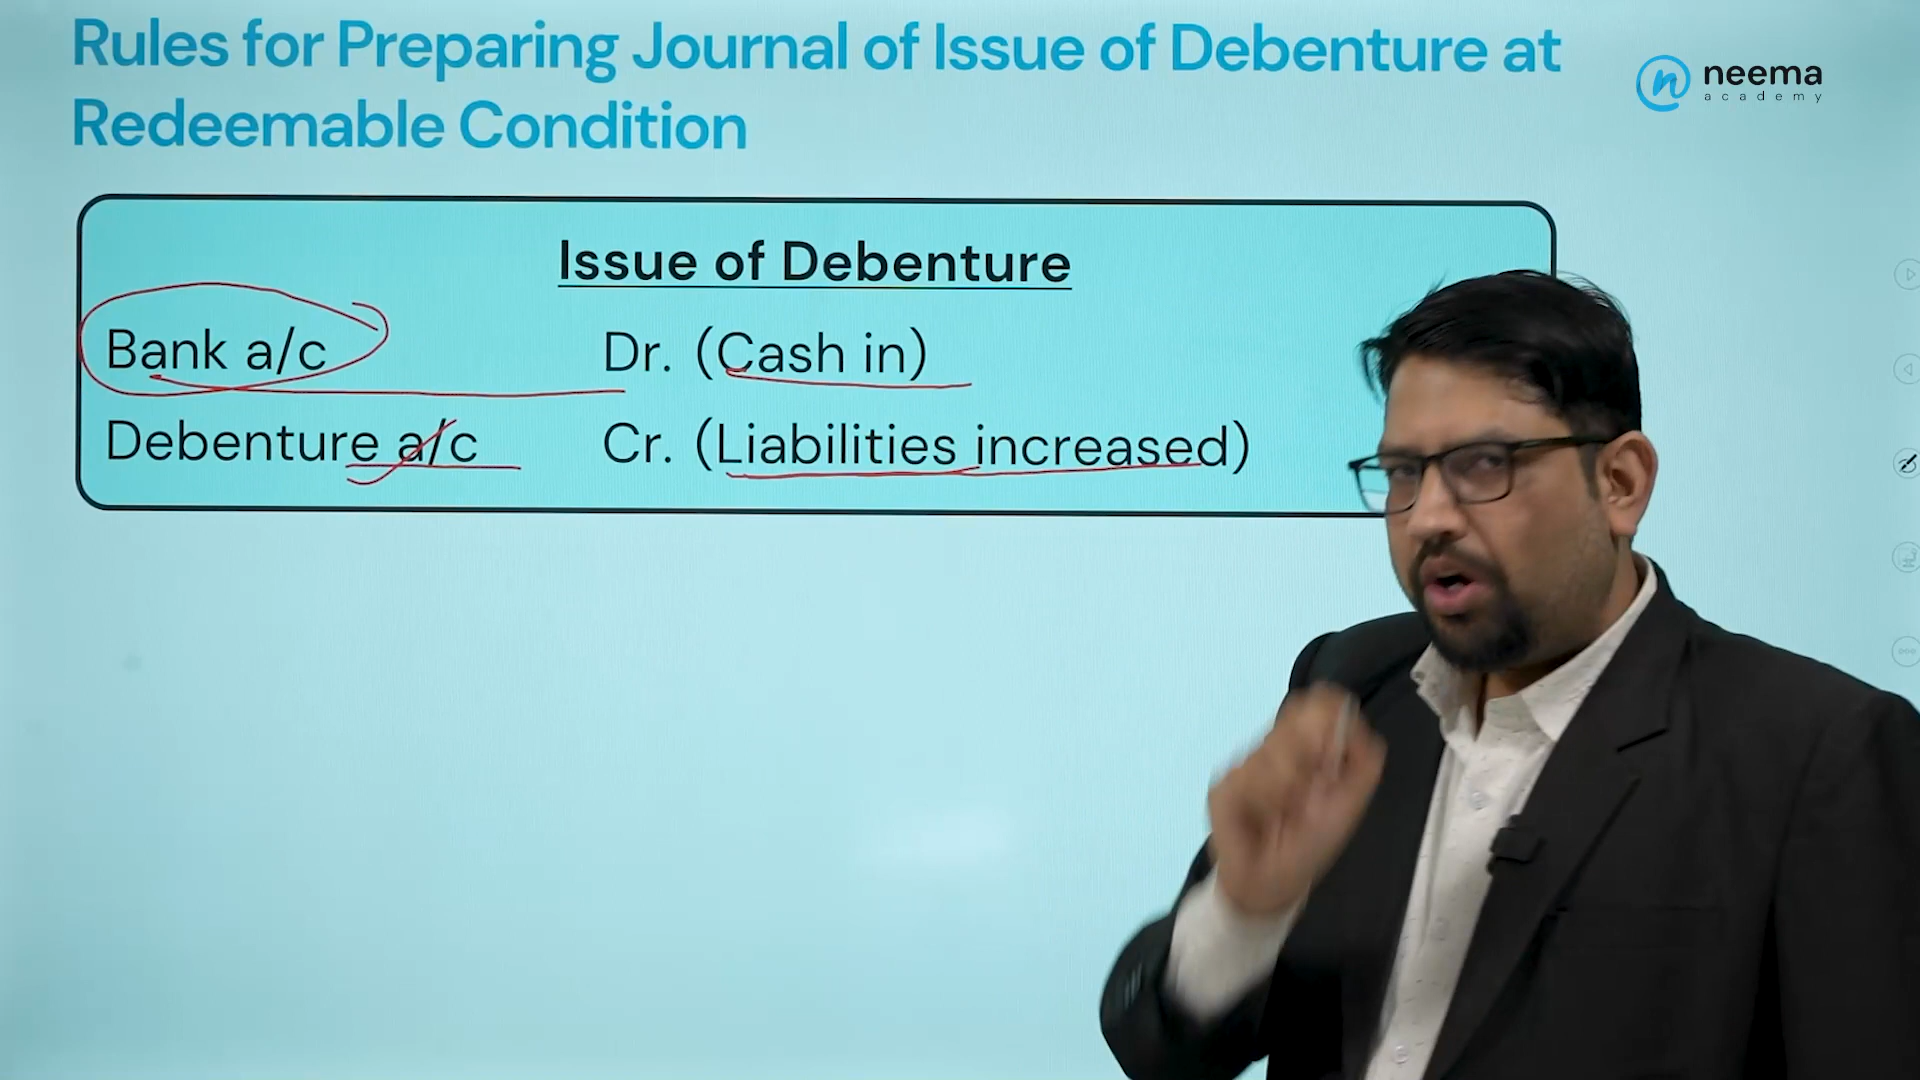 Rules for Preparing Journal of Issue of Debenture at
Redeemable Condition
neema
academy
Issue of Debenture
Bank a/c Dr. (Cash in)
Debenture a/c Cr. (Liabilities increased)